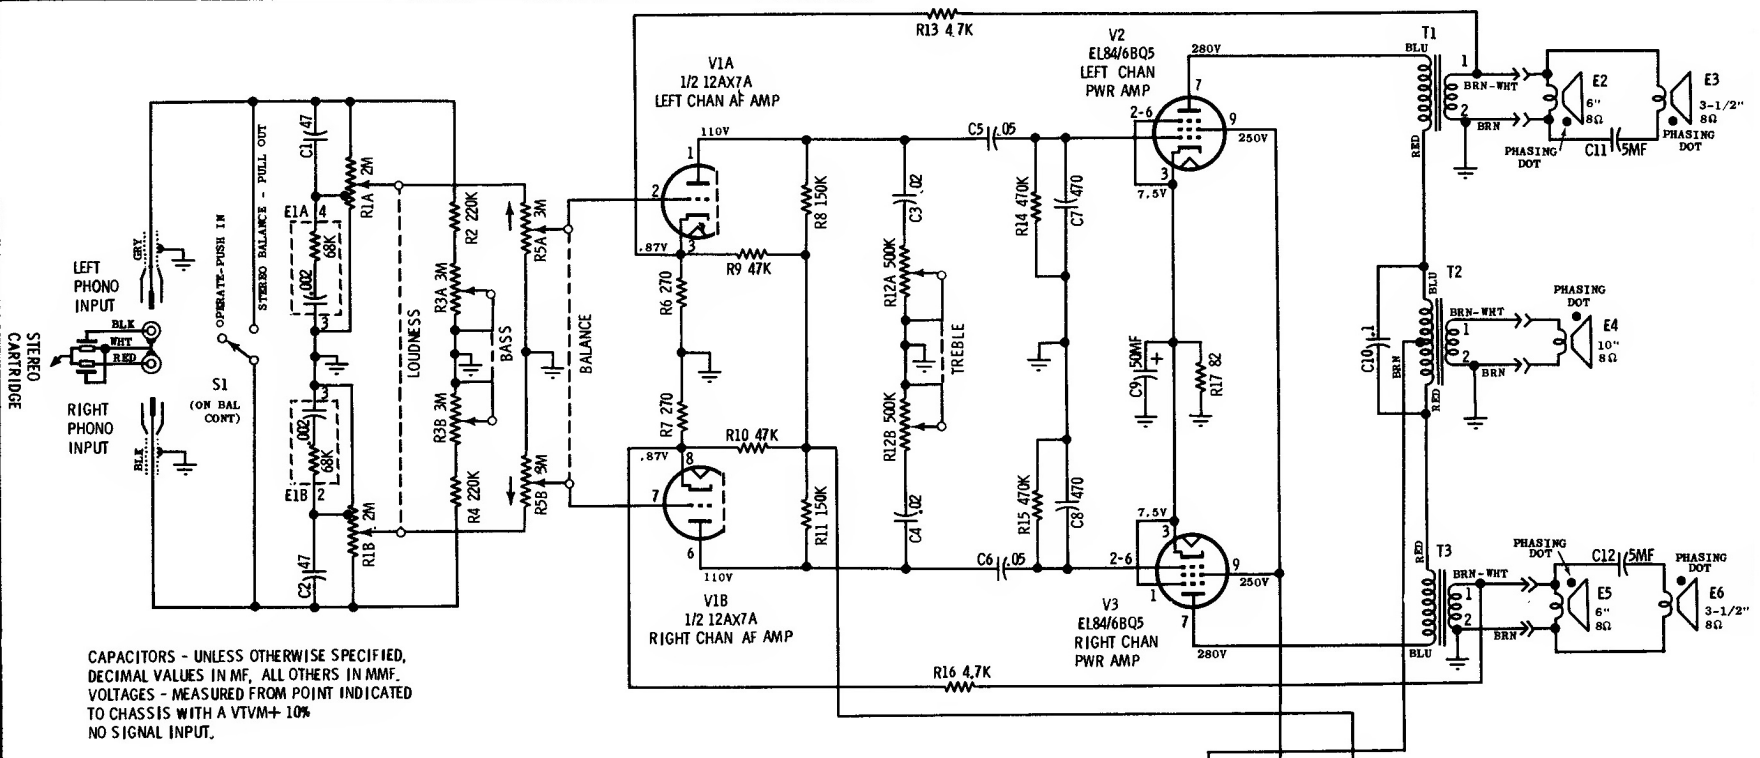 R13 4.7K
V1A
1/2 12AX7A
LEFT CHAN AF AMP
V2
EL84/6BQ5
LEFT CHAN
PWR AMP
280V
7
2-6
9
250V
3
7.5V
T1
BLU
RED
1
BRN-WHT
2
BRN
E2
6"
8Ω
PHASING
DOT
C11 5MF
E3
3-1/2"
8Ω
PHASING
DOT
GRY
LEFT
PHONO
INPUT
BLK
WHT
RED
STEREO
CARTRIDGE
RIGHT
PHONO
INPUT
BLK
OPERATE-PUSH IN
STEREO BALANCE - PULL OUT
S1
(ON BAL
CONT)
C1 47
R1A 2M
E1A 4
68K
.002
3
3
.002
68K
E1B 2
R1B 2M
C2 47
LOUDNESS
R2 220K
R3A 3M
BASS
R3B 3M
R4 220K
3M
R5A
BALANCE
3M
R5B
110V
1
2
3
.87V
R9 47K
R6 270
R7 270
R10 47K
.87V
8
7
6
110V
V1B
1/2 12AX7A
RIGHT CHAN AF AMP
R8 150K
R11 150K
C3 .02
R12A 500K
TREBLE
R12B 500K
C4 .02
C5 .05
R14 470K
C7 470
R15 470K
C8 470
C6 .05
C9 50MF
+
R17 82
7.5V
3
2-6
9
250V
1
7
280V
V3
EL84/6BQ5
RIGHT CHAN
PWR AMP
R16 4.7K
C10 .1
BLU
T2
BRN
RED
BRN-WHT
1
2
BRN
PHASING
DOT
E4
10"
8Ω
RED
T3
BLU
BRN-WHT
1
2
BRN
PHASING
DOT
E5
6"
8Ω
C12 5MF
PHASING
DOT
E6
3-1/2"
8Ω
CAPACITORS - UNLESS OTHERWISE SPECIFIED,
DECIMAL VALUES IN MF, ALL OTHERS IN MMF.
VOLTAGES - MEASURED FROM POINT INDICATED
TO CHASSIS WITH A VTVM+ 10%
NO SIGNAL INPUT.